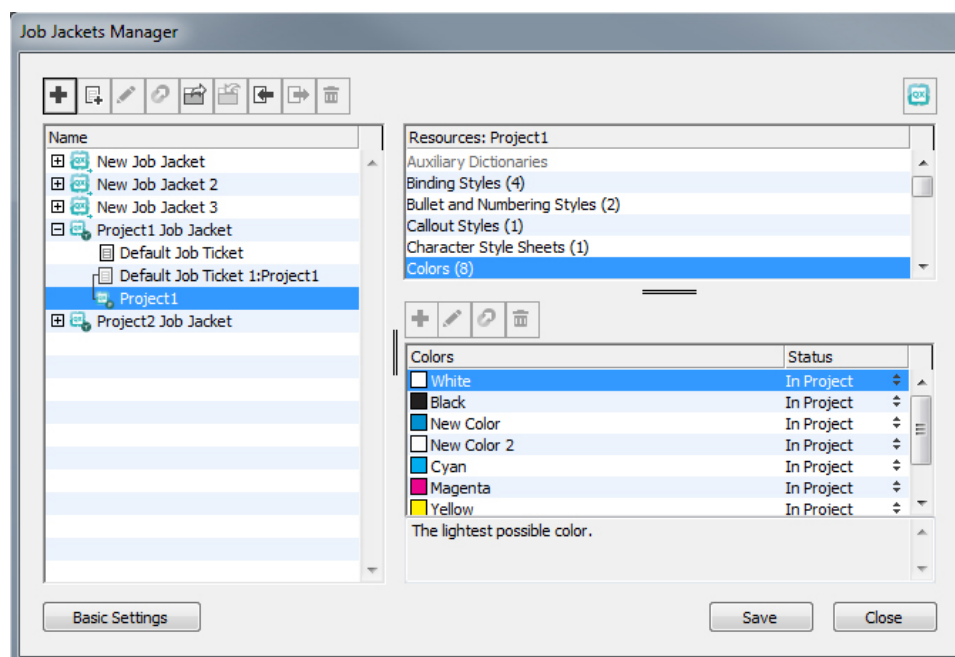 Job Jackets Manager
Name
New Job Jacket
New Job Jacket 2
New Job Jacket 3
Project1 Job Jacket
Default Job Ticket
Default Job Ticket 1:Project1
Project1
Project2 Job Jacket
Resources: Project1
Auxiliary Dictionaries
Binding Styles (4)
Bullet and Numbering Styles (2)
Callout Styles (1)
Character Style Sheets (1)
Colors (8)
Colors Status
White In Project
Black In Project
New Color In Project
New Color 2 In Project
Cyan In Project
Magenta In Project
Yellow In Project
The lightest possible color.
Basic Settings
Save
Close